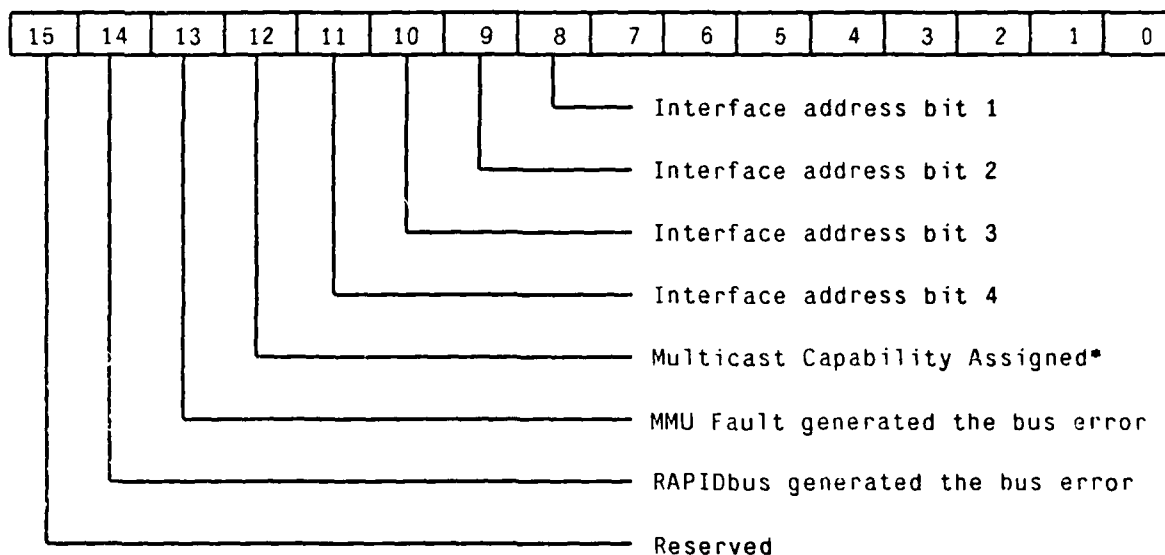 15 14 13 12 11 10 9 8 7 6 5 4 3 2 1 0
Interface address bit 1
Interface address bit 2
Interface address bit 3
Interface address bit 4
Multicast Capability Assigned*
MMU Fault generated the bus error
RAPIDbus generated the bus error
Reserved